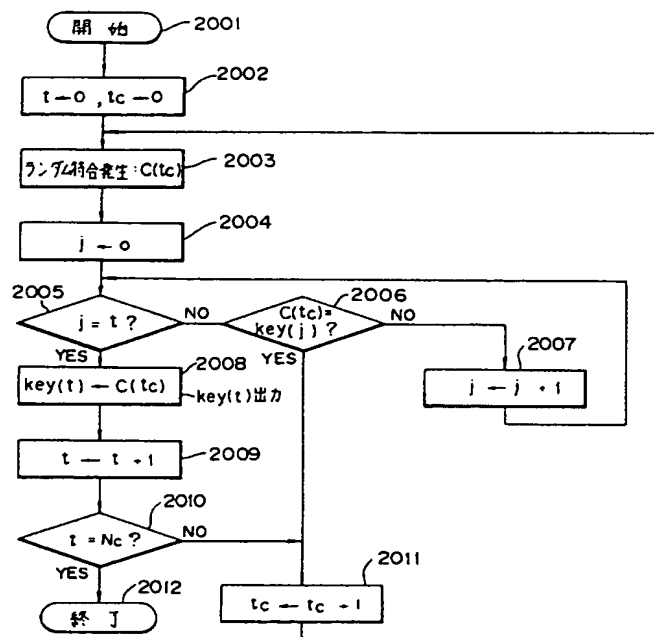 開始
2001
2002
t←0 , tc←0
2003
ランダム符合発生:C(tc)
2004
j ← 0
2005
j = t ?
NO
2006
C(tc)=
key(j) ?
NO
YES
YES
2007
j ← j + 1
2008
key(t) ← C(tc)
key(t)出力
2009
t ← t + 1
2010
t = Nc ?
NO
YES
2011
tc ← tc + 1
2012
終了